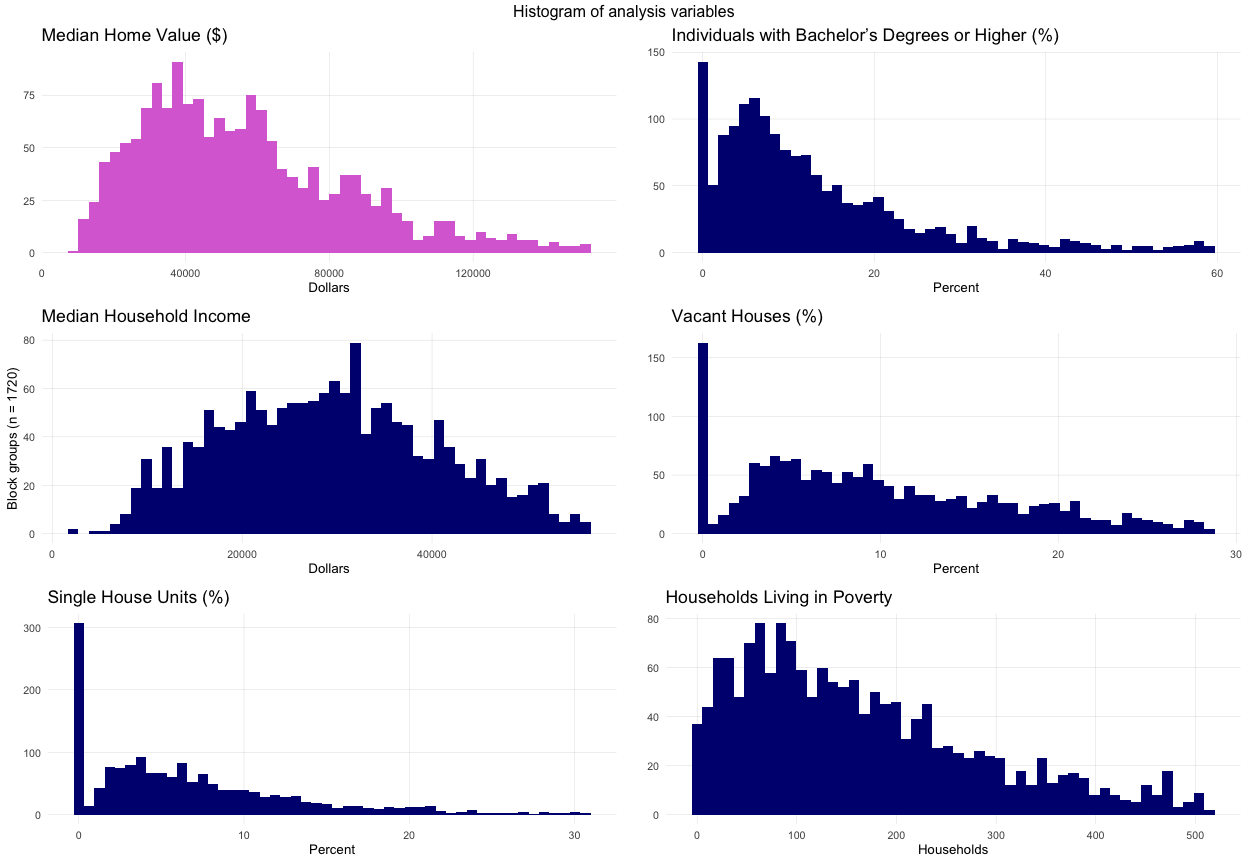 Histogram of analysis variables
Median Home Value ($)
75
50
25
0
0 40000 80000 120000
Dollars
Individuals with Bachelor’s Degrees or Higher (%)
150
100
50
0
0 20 40 60
Percent
Median Household Income
Block groups (n = 1720)
80
60
40
20
0
0 20000 40000
Dollars
Vacant Houses (%)
150
100
50
0
0 10 20 30
Percent
Single House Units (%)
300
200
100
0
0 10 20 30
Percent
Households Living in Poverty
80
60
40
20
0
0 100 200 300 400 500
Households